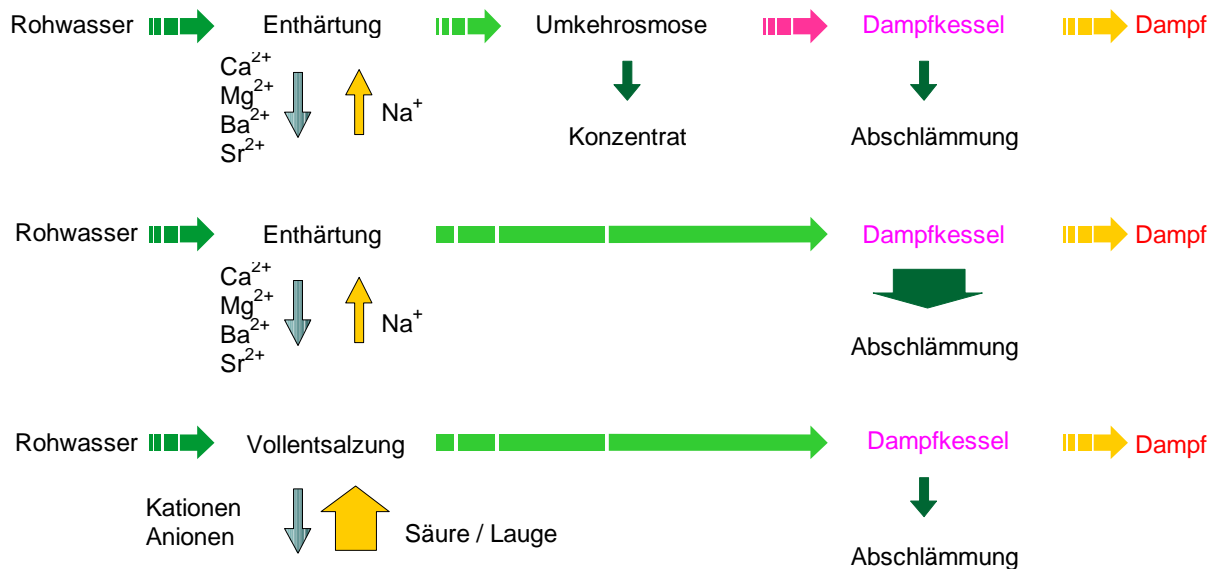 Rohwasser Enthärtung Umkehrosmose Dampfkessel Dampf
Ca2+
Mg2+
Ba2+
Sr2+
Na+
Konzentrat
Abschlämmung
Rohwasser Enthärtung Dampfkessel Dampf
Ca2+
Mg2+
Ba2+
Sr2+
Na+
Abschlämmung
Rohwasser Vollentsalzung Dampfkessel Dampf
Kationen
Anionen
Säure / Lauge
Abschlämmung